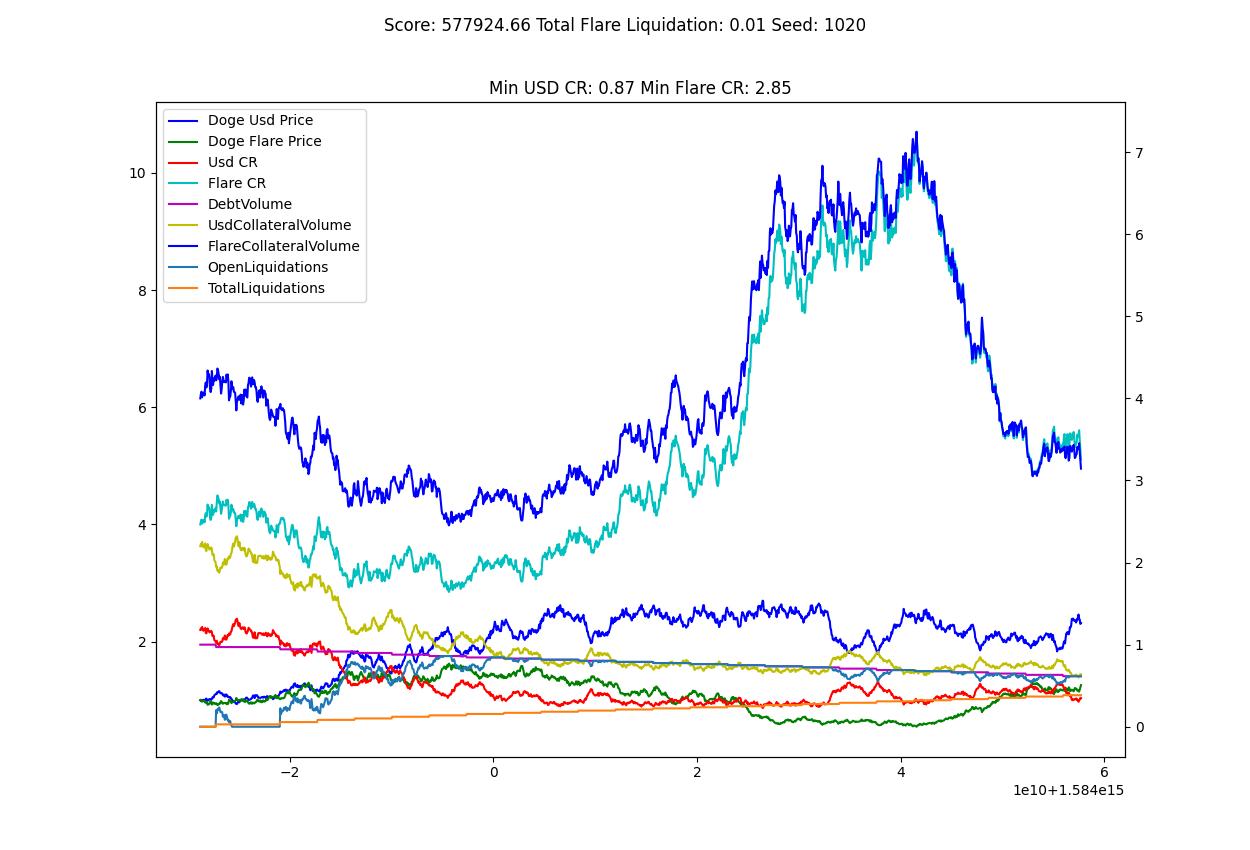 Score: 577924.66 Total Flare Liquidation: 0.01 Seed: 1020
Min USD CR: 0.87 Min Flare CR: 2.85
Doge Usd Price
Doge Flare Price
Usd CR
Flare CR
DebtVolume
UsdCollateralVolume
FlareCollateralVolume
OpenLiquidations
TotalLiquidations
10
8
6
4
2
7
6
5
4
3
2
1
0
−2
0
2
4
6
1e10+1.584e15